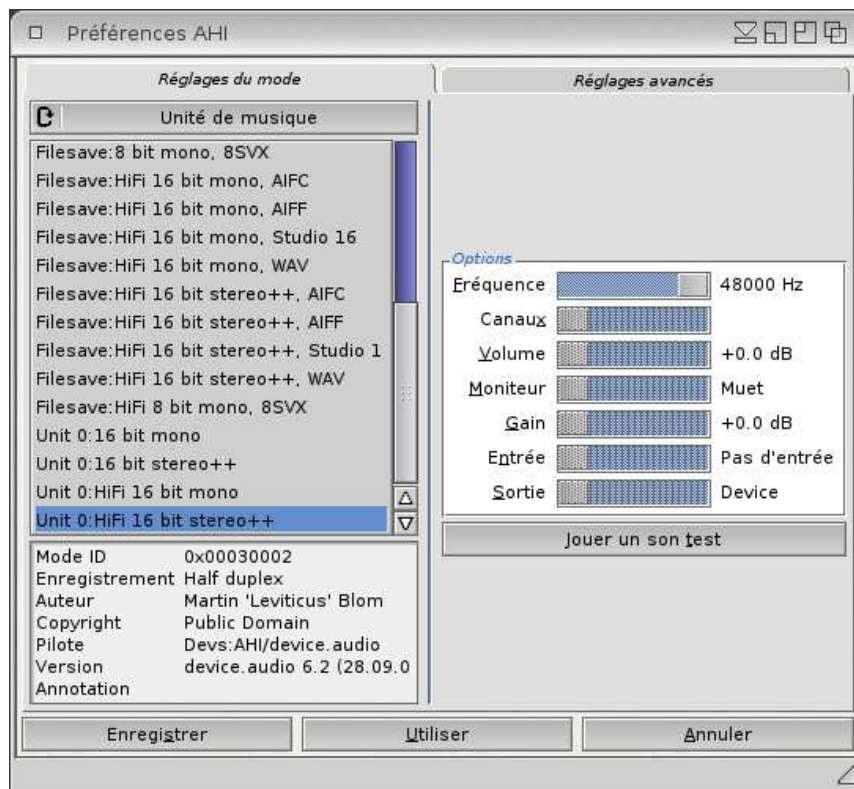 Préférences AHI
Réglages du mode
Réglages avancés
Unité de musique
Filesave:8 bit mono, 8SVX
Filesave:HiFi 16 bit mono, AIFC
Filesave:HiFi 16 bit mono, AIFF
Filesave:HiFi 16 bit mono, Studio 16
Filesave:HiFi 16 bit mono, WAV
Filesave:HiFi 16 bit stereo++, AIFC
Filesave:HiFi 16 bit stereo++, AIFF
Filesave:HiFi 16 bit stereo++, Studio 1
Filesave:HiFi 16 bit stereo++, WAV
Filesave:HiFi 8 bit mono, 8SVX
Unit 0:16 bit mono
Unit 0:16 bit stereo++
Unit 0:HiFi 16 bit mono
Unit 0:HiFi 16 bit stereo++
Mode ID 0x00030002
Enregistrement Half duplex
Auteur Martin 'Leviticus' Blom
Copyright Public Domain
Pilote Devs:AHI/device.audio
Version device.audio 6.2 (28.09.0
Annotation
Options
Fréquence 48000 Hz
Canaux
Volume +0.0 dB
Moniteur Muet
Gain +0.0 dB
Entrée Pas d'entrée
Sortie Device
Jouer un son test
Enregistrer
Utiliser
Annuler